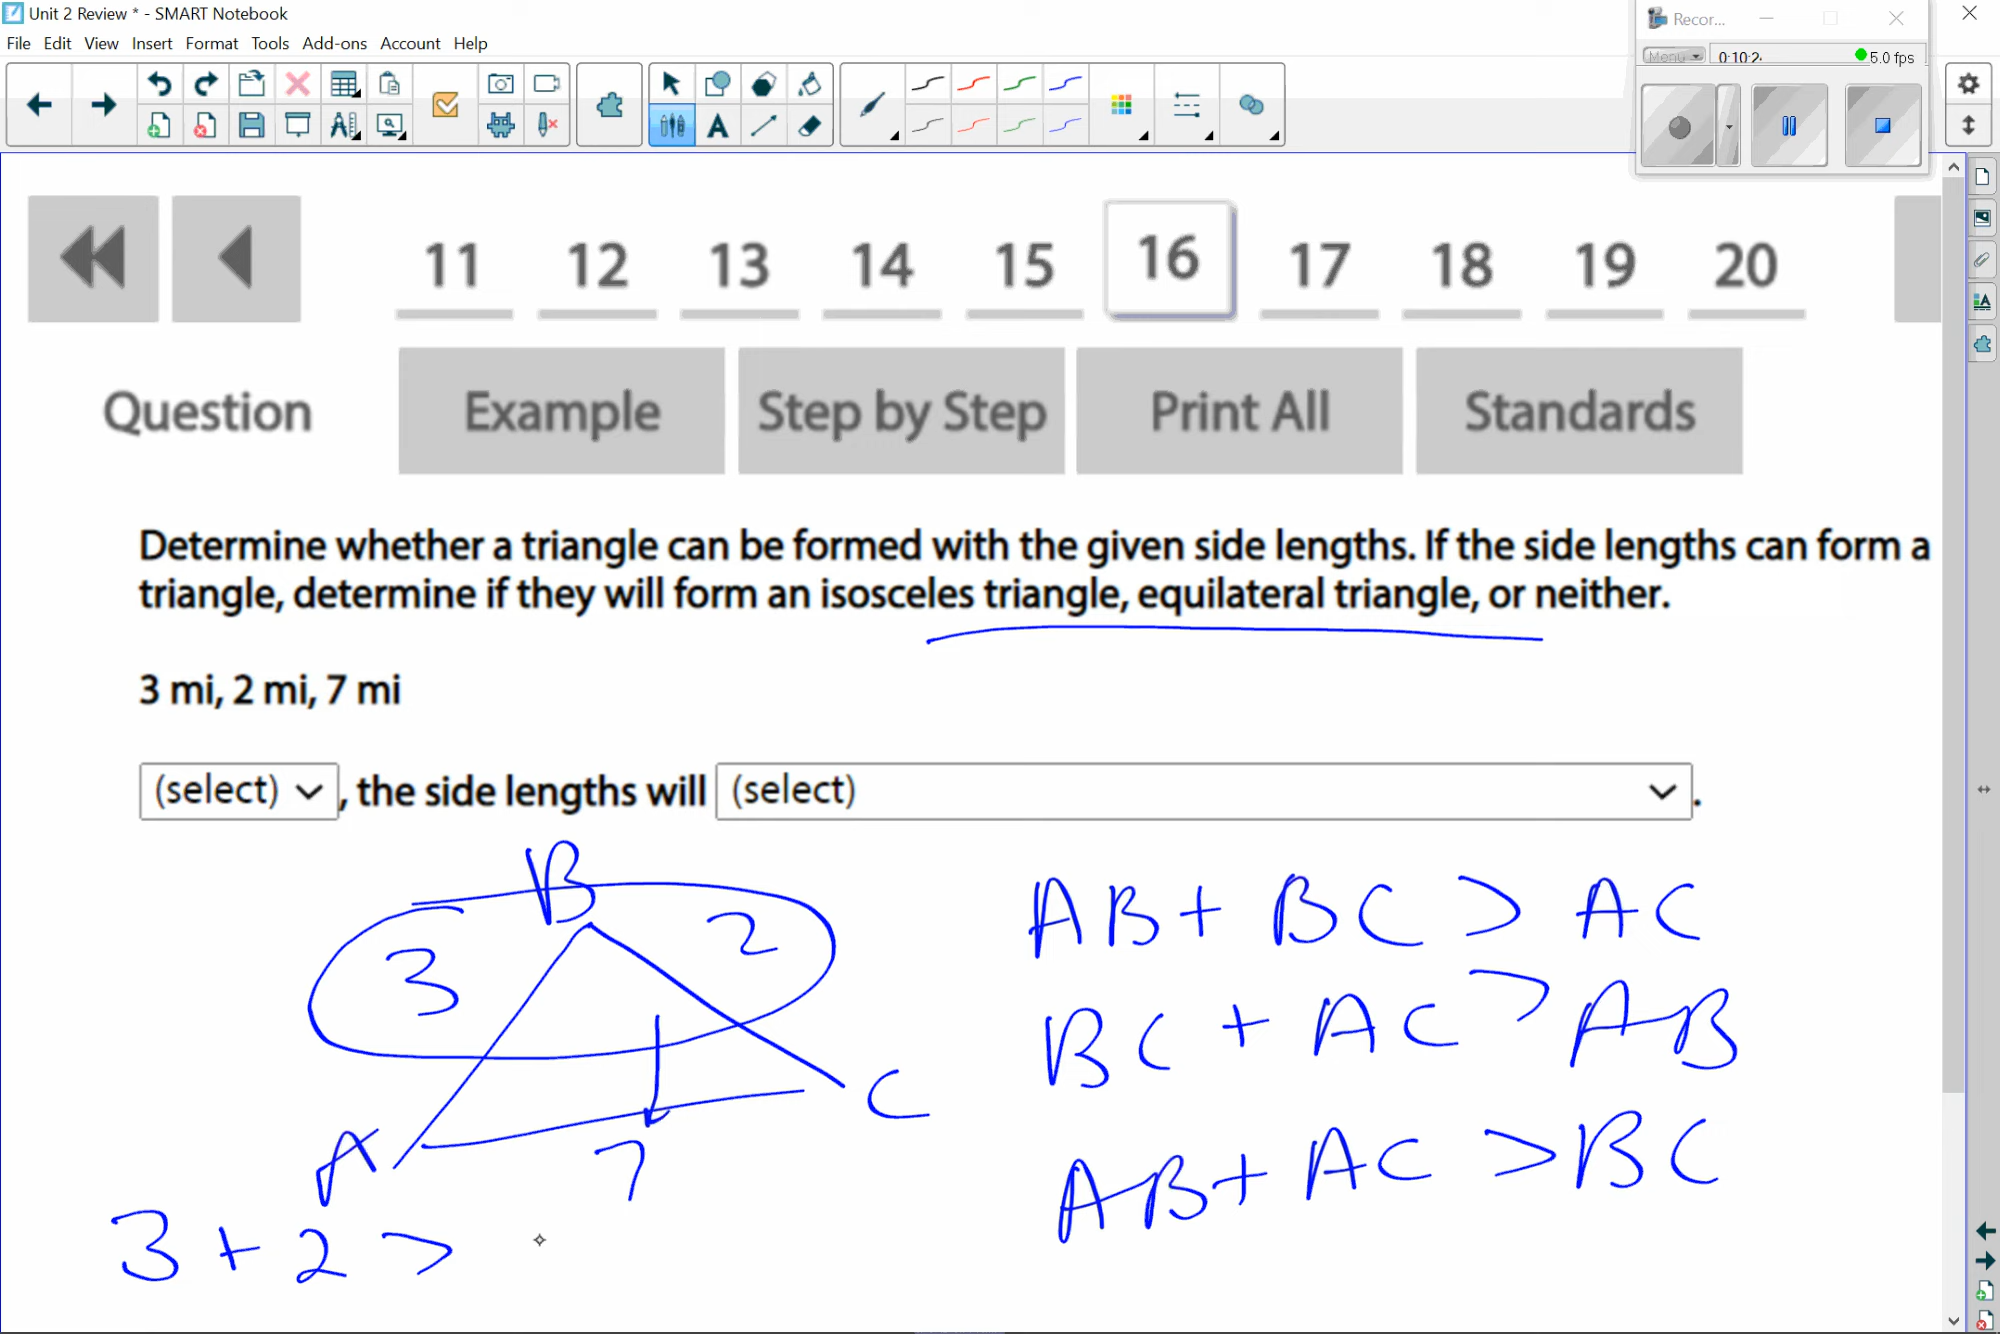 Unit 2 Review * - SMART Notebook
Recor...
File Edit View Insert Format Tools Add-ons Account Help
Menu 0:10:2 5.0 fps
11 12 13 14 15 16 17 18 19 20
Question Example Step by Step Print All Standards
Determine whether a triangle can be formed with the given side lengths. If the side lengths can form a
triangle, determine if they will form an isosceles triangle, equilateral triangle, or neither.
3 mi, 2 mi, 7 mi
(select) , the side lengths will (select) .
B
3 2
A C
7
3 + 2 >
AB + BC > AC
BC + AC > AB
AB + AC > BC